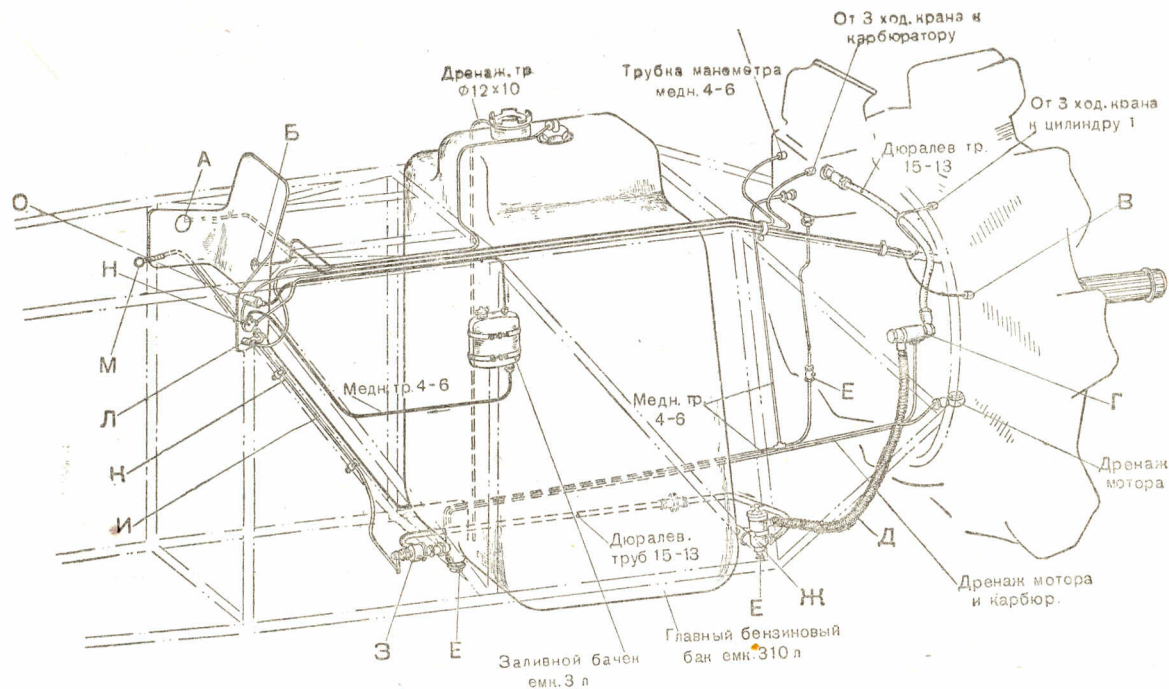 От 3 ход. крана к
карбюратору
Дренаж. тр.
Ф12×10
Трубка манометра
медн. 4-6
От 3 ход. крана
к цилиндру 1
Дюралев тр.
15-13
А
Б
О
В
Н
М
Л
Медн. тр. 4-6
Медн. тр.
4-6
Е
Г
К
И
Дренаж
мотора
Дюралев.
труб 15-13
Д
З
Е
Е
Ж
Дренаж мотора
и карбюр.
Главный бензиновый
бак емк. 310 л
Заливной бачек
емк. 3 л